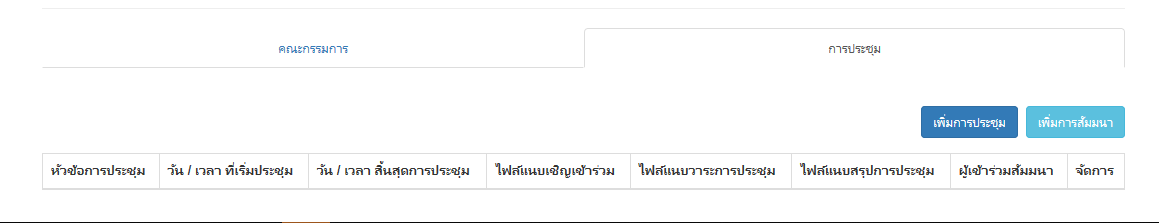 คณะกรรมการ
การประชุม
เพิ่มการประชุม
เพิ่มการสัมมนา
หัวข้อการประชุม วัน / เวลา ที่เริ่มประชุม วัน / เวลา สิ้นสุดการประชุม ไฟล์แนบเชิญเข้าร่วม ไฟล์แนบวาระการประชุม ไฟล์แนบสรุปการประชุม ผู้เข้าร่วมสัมมนา จัดการ